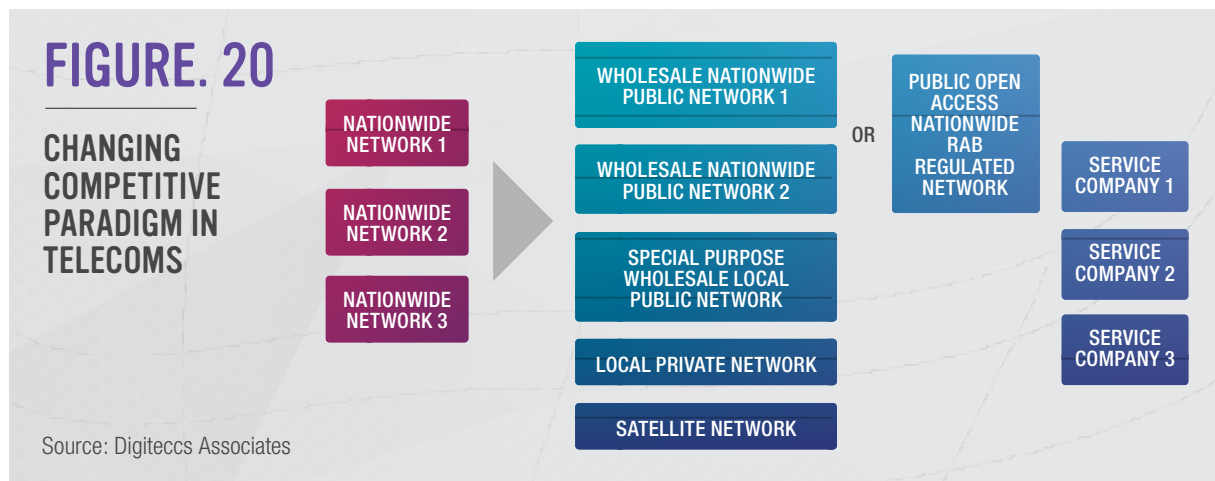 FIGURE. 20
CHANGING
COMPETITIVE
PARADIGM IN
TELECOMS
NATIONWIDE
NETWORK 1
NATIONWIDE
NETWORK 2
NATIONWIDE
NETWORK 3
WHOLESALE NATIONWIDE
PUBLIC NETWORK 1
WHOLESALE NATIONWIDE
PUBLIC NETWORK 2
SPECIAL PURPOSE
WHOLESALE LOCAL
PUBLIC NETWORK
LOCAL PRIVATE NETWORK
SATELLITE NETWORK
OR
PUBLIC OPEN
ACCESS
NATIONWIDE
RAB
REGULATED
NETWORK
SERVICE
COMPANY 1
SERVICE
COMPANY 2
SERVICE
COMPANY 3
Source: Digiteccs Associates